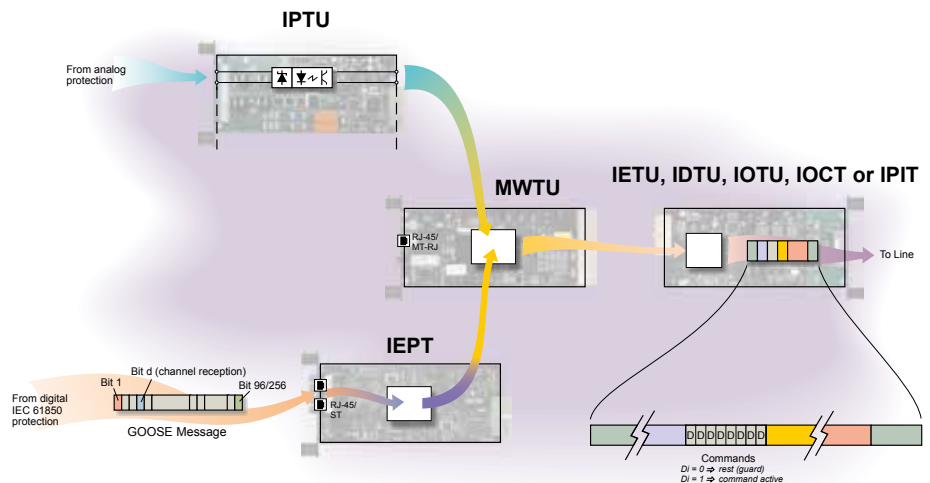 IPTU
From analog
protection
MWTU
IETU, IDTU, IOTU, IOCT or IPIT
RJ-45/
MT-RJ
To Line
IEPT
Bit d (channel reception)
Bit 1
Bit 96/256
From digital
IEC 61850
protection
RJ-45/
ST
GOOSE Message
D D D D D D D D
Commands
Di = 0 ⇒ rest (guard)
Di = 1 ⇒ command active